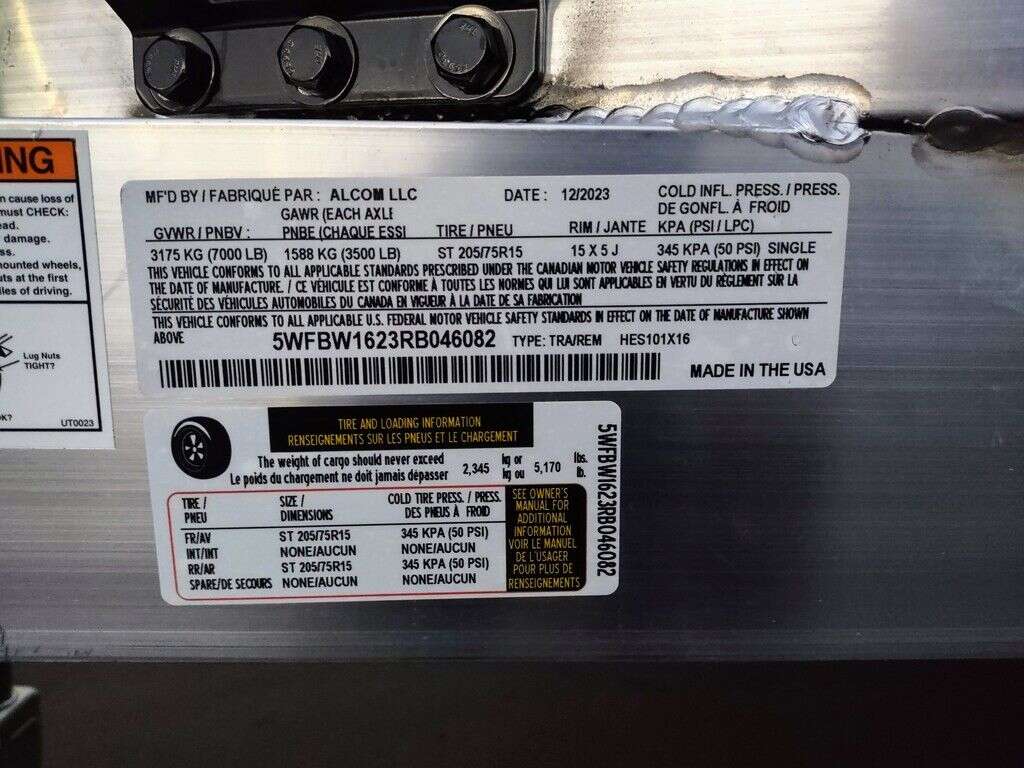 NG
n cause loss of
must CHECK:
ead.
damage.
s.
mounted wheels,
uts at the first
iles of driving.
Lug Nuts
TIGHT?
OK?
UT0023
MF'D BY / FABRIQUÉ PAR : ALCOM LLC DATE : 12/2023 COLD INFL. PRESS. / PRESS.
DE GONFL. À FROID
GAWR (EACH AXLE
GVWR / PNBV : PNBE (CHAQUE ESSI TIRE / PNEU RIM / JANTE KPA (PSI / LPC)
3175 KG (7000 LB) 1588 KG (3500 LB) ST 205/75R15 15 X 5 J 345 KPA (50 PSI) SINGLE
THIS VEHICLE CONFORMS TO ALL APPLICABLE STANDARDS PRESCRIBED UNDER THE CANADIAN MOTOR VEHICLE SAFETY REGULATIONS IN EFFECT ON
THE DATE OF MANUFACTURE. / CE VÉHICULE EST CONFORME À TOUTES LES NORMES QUI LUI SONT APPLICABLES EN VERTU DU RÈGLEMENT SUR LA
SÉCURITÉ DES VÉHICULES AUTOMOBILES DU CANADA EN VIGUEUR À LA DATE DE SA FABRICATION
THIS VEHICLE CONFORMS TO ALL APPLICABLE U.S. FEDERAL MOTOR VEHICLE SAFETY STANDARDS IN EFFECT ON THE DATE OF MANUFACTURE SHOWN
ABOVE 5WFBW1623RB046082 TYPE: TRA/REM HES101X16 C
MADE IN THE USA
TIRE AND LOADING INFORMATION
RENSEIGNEMENTS SUR LES PNEUS ET LE CHARGEMENT
The weight of cargo should never exceed 2,345 kg or 5,170 lbs.
Le poids du chargement ne doit jamais dépasser kg ou lb.
TIRE / SIZE / COLD TIRE PRESS. / PRESS.
PNEU DIMENSIONS DES PNEUS À FROID
FR/AV ST 205/75R15 345 KPA (50 PSI)
INT/INT NONE/AUCUN NONE/AUCUN
RR/AR ST 205/75R15 345 KPA (50 PSI)
SPARE/DE SECOURS NONE/AUCUN NONE/AUCUN
SEE OWNER'S
MANUAL FOR
ADDITIONAL
INFORMATION
VOIR LE MANUEL
DE L'USAGER
POUR PLUS DE
RENSEIGNEMENTS
5WFBW1623RB046082